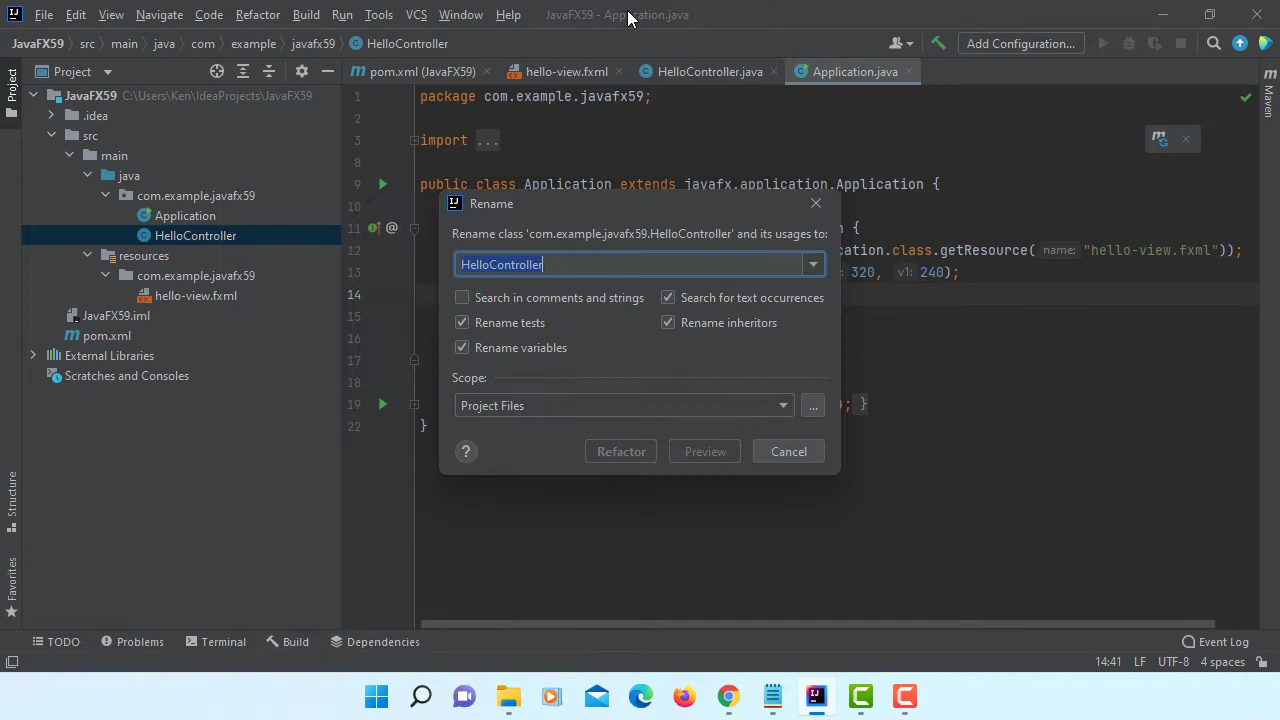 File Edit View Navigate Code Refactor Build Run Tools VCS Window Help JavaFX59 - Application.java
JavaFX59 src main java com example javafx59 HelloController Add Configuration...
Project
Project
pom.xml (JavaFX59) hello-view.fxml HelloController.java Application.java
Maven
JavaFX59 C:\Users\Ken\IdeaProjects\JavaFX59
.idea
src
main
java
com.example.javafx59
Application
HelloController
resources
com.example.javafx59
hello-view.fxml
JavaFX59.iml
pom.xml
External Libraries
Scratches and Consoles
1 package com.example.javafx59;
2
3 import ...
8
9 public class Application extends javafx.application.Application {
10
11 n {
12 cation.class.getResource( name: "hello-view.fxml"));
13 : 320, v1: 240);
14
15
16
17
18
19 ); }
22 }
Rename
Rename class 'com.example.javafx59.HelloController' and its usages to:
HelloController
Search in comments and strings Search for text occurrences
Rename tests Rename inheritors
Rename variables
Scope:
Project Files ...
? Refactor Preview Cancel
Structure
Favorites
TODO Problems Terminal Build Dependencies Event Log
14:41 LF UTF-8 4 spaces